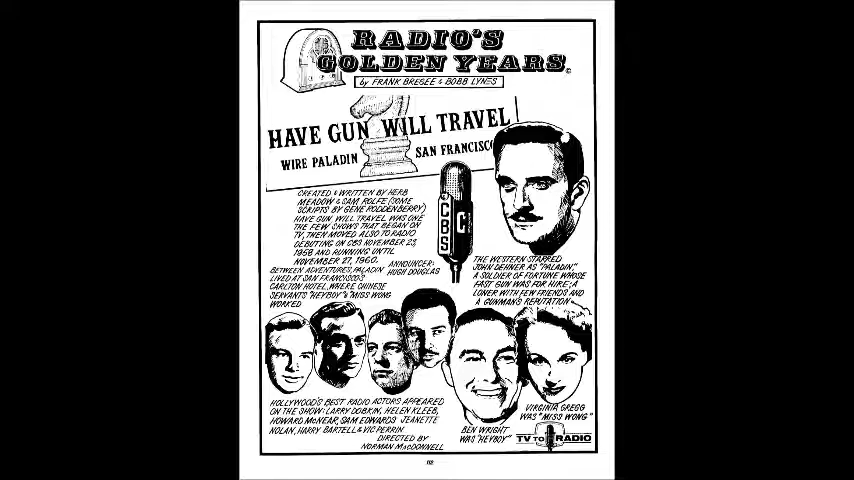 RADIO'S
GOLDEN YEARS
by FRANK BRESEE & BOBB LYNES
HAVE GUN WILL TRAVEL
WIRE PALADIN
SAN FRANCISCO
CREATED & WRITTEN BY HERB
MEADOW & SAM ROLFE (SOME
SCRIPTS BY GENE RODDENBERRY)
HAVE GUN WILL TRAVEL WAS ONE
THE FEW SHOWS THAT BEGAN ON
TV, THEN MOVED ALSO TO RADIO
DEBUTING ON CBS NOVEMBER 23,
1958 AND RUNNING UNTIL
NOVEMBER 27, 1960.
BETWEEN ADVENTURES, PALADIN
LIVED AT SAN FRANCISCO'S
CARLTON HOTEL, WHERE CHINESE
SERVANTS "HEYBOY" & "MISS WONG"
WORKED
ANNOUNCER:
HUGH DOUGLAS
CBS
C
THE WESTERN STARRED
JOHN DEHNER AS "PALADIN,"
A SOLDIER OF FORTUNE WHOSE
FAST GUN WAS FOR HIRE; A
LONER WITH FEW FRIENDS AND
A GUNMAN'S REPUTATION
HOLLYWOOD'S BEST RADIO ACTORS APPEARED
ON THE SHOW: LARRY DOBKIN, HELEN KLEEB,
HOWARD McNEAR, SAM EDWARDS JEANETTE
NOLAN, HARRY BARTELL & VIC PERRIN
DIRECTED BY
NORMAN MACDONNELL
BEN WRIGHT
WAS "HEYBOY"
VIRGINIA GREGG
WAS "MISS WONG"
TV TO RADIO